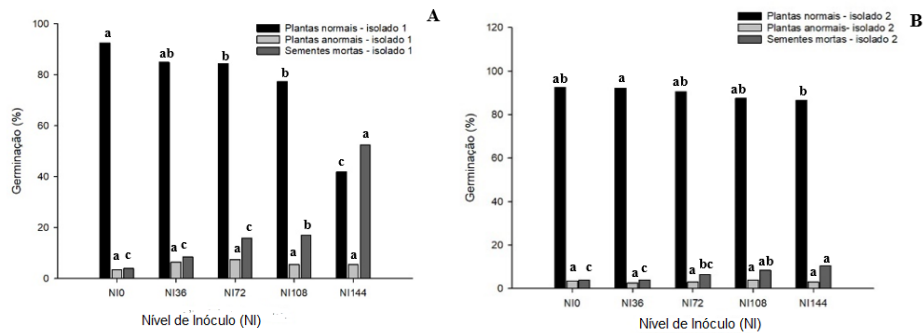 A
Plantas normais - isolado 1
Plantas anormais - isolado 1
Sementes mortas - isolado 1
Germinação (%)
100
80
60
40
20
0
a
a c
ab
a c
b
a c
b
a b
c
a a
NI0 NI36 NI72 NI108 NI144
Nível de Inóculo (NI)
B
Plantas normais - isolado 2
Plantas anormais- isolado 2
Sementes mortas - isolado 2
Germinação (%)
120
100
80
60
40
20
0
ab
a c
a
a c
ab
a bc
ab
a ab
b
a a
NI0 NI36 NI72 NI108 NI144
Nível de Inóculo (NI)